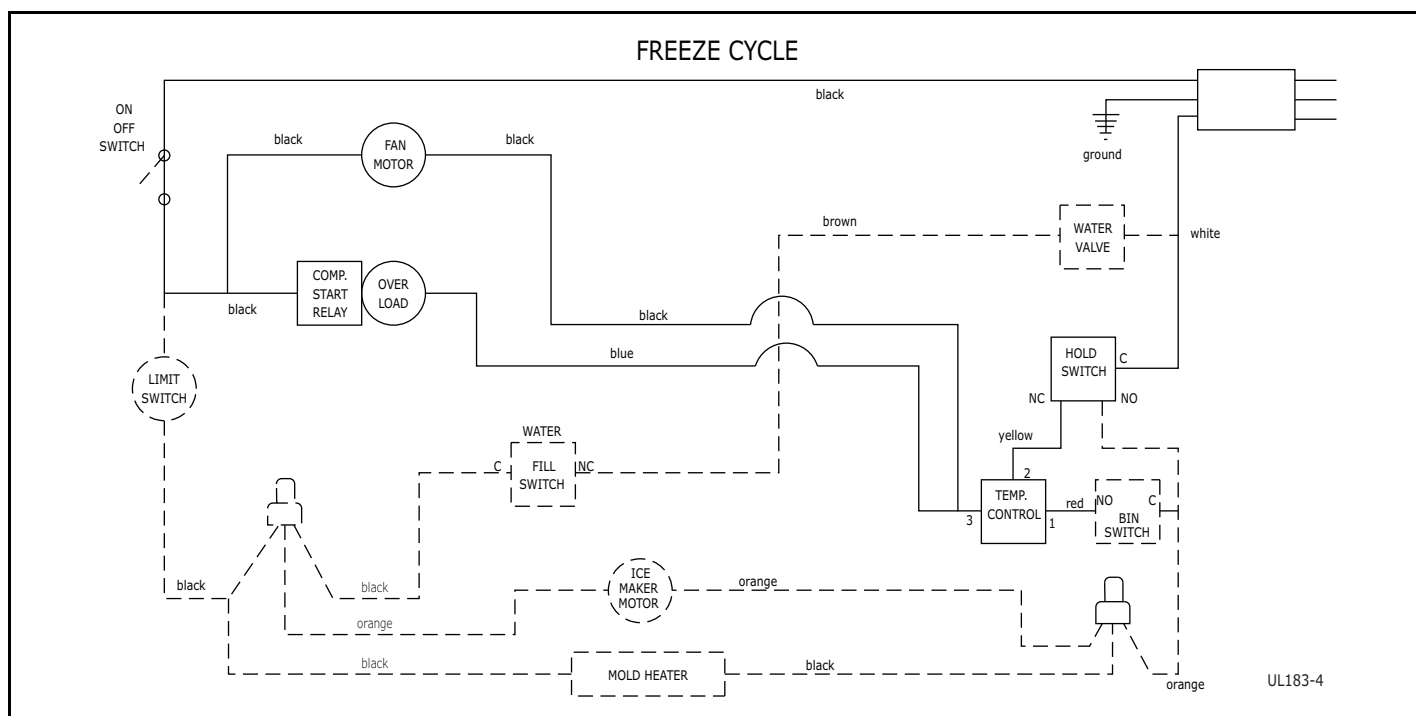 FREEZE CYCLE
black
ON
OFF
SWITCH
black
FAN
MOTOR
black
ground
brown
WATER
VALVE
white
COMP.
START
RELAY
OVER
LOAD
black
black
blue
HOLD
SWITCH
C
NC
NO
LIMIT
SWITCH
yellow
WATER
C
FILL
SWITCH
NC
2
TEMP.
CONTROL
3
1
red
NO
C
BIN
SWITCH
black
black
ICE
MAKER
MOTOR
orange
orange
black
MOLD HEATER
black
orange
UL183-4